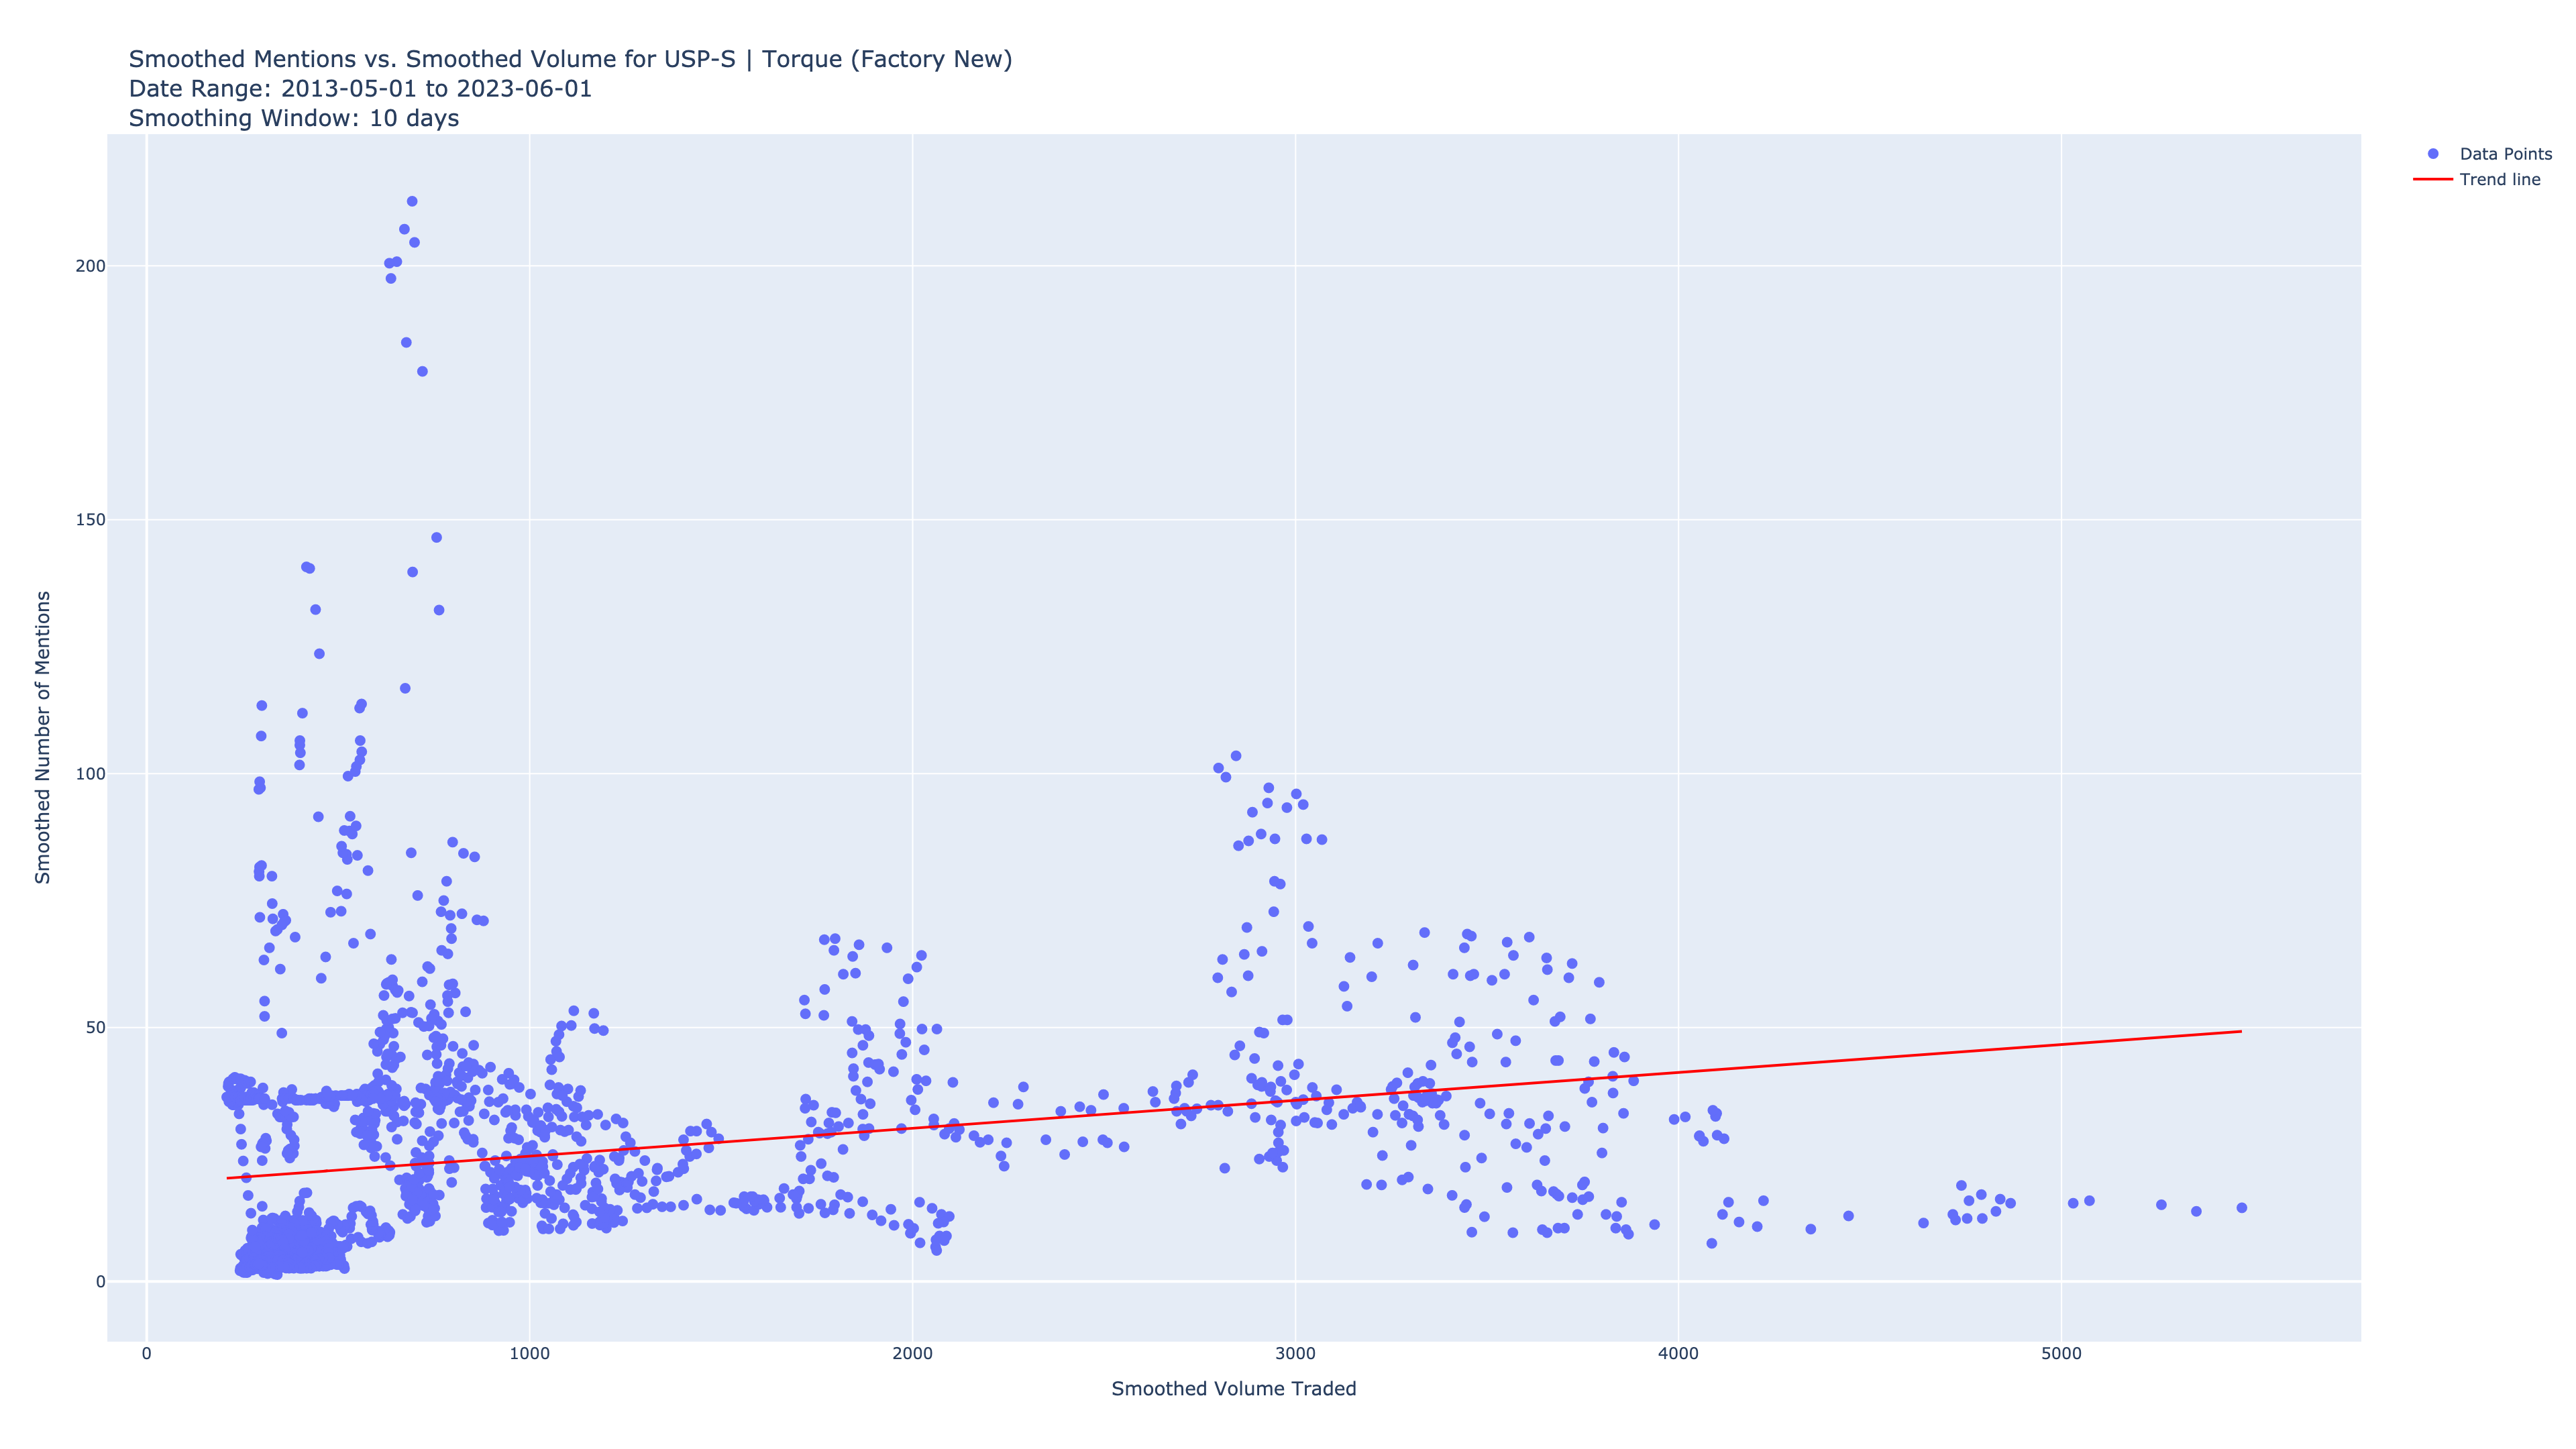 Smoothed Mentions vs. Smoothed Volume for USP-S | Torque (Factory New)
Date Range: 2013-05-01 to 2023-06-01
Smoothing Window: 10 days
Data Points
Trend line
200
150
100
50
0
Smoothed Number of Mentions
0 1000 2000 3000 4000 5000
Smoothed Volume Traded